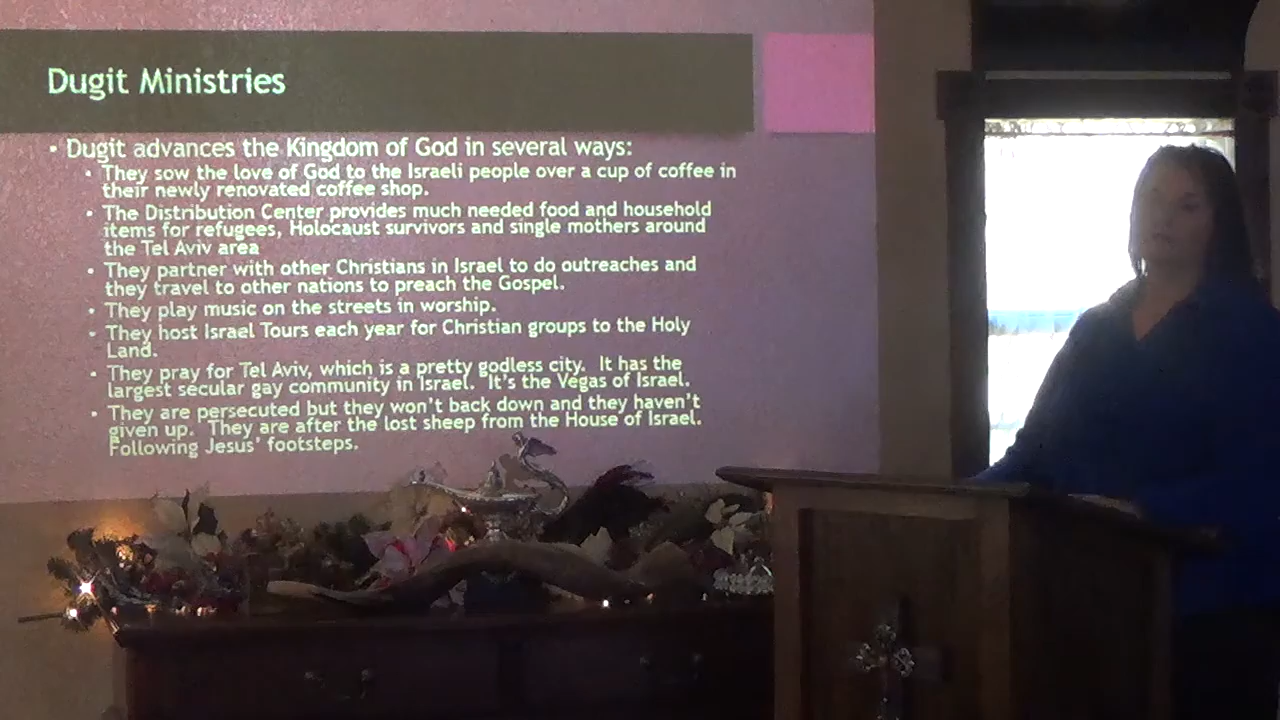 Dugit Ministries
• Dugit advances the Kingdom of God in several ways:
• They sow the love of God to the Israeli people over a cup of coffee in
their newly renovated coffee shop.
• The Distribution Center provides much needed food and household
items for refugees, Holocaust survivors and single mothers around
the Tel Aviv area
• They partner with other Christians in Israel to do outreaches and
they travel to other nations to preach the Gospel.
• They play music on the streets in worship.
• They host Israel Tours each year for Christian groups to the Holy
Land.
• They pray for Tel Aviv, which is a pretty godless city.  It has the
largest secular gay community in Israel.  It's the Vegas of Israel.
• They are persecuted but they won't back down and they haven't
given up.  They are after the lost sheep from the House of Israel.
Following Jesus' footsteps.